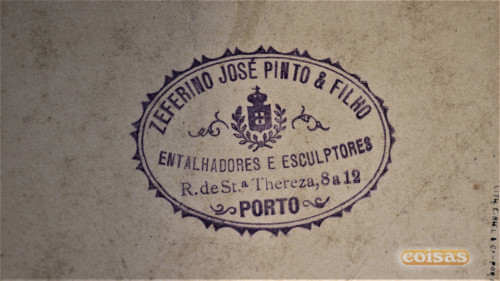 ZEFERINO JOSÉ PINTO & FILHO
ENTALHADORES E ESCULPTORES
R. de St.ª Thereza, 8 a 12
PORTO
coisas